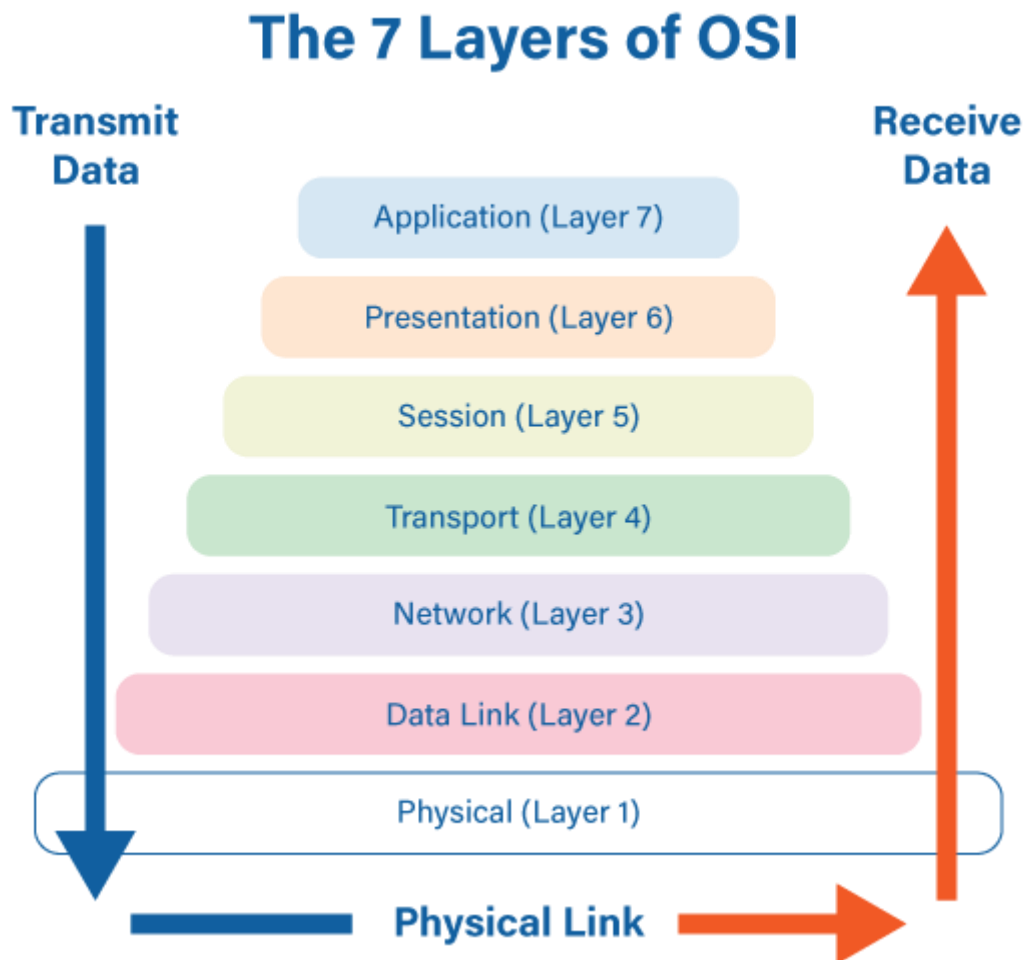 The 7 Layers of OSI
Transmit
Data
Receive
Data
Application (Layer 7)
Presentation (Layer 6)
Session (Layer 5)
Transport (Layer 4)
Network (Layer 3)
Data Link (Layer 2)
Physical (Layer 1)
Physical Link